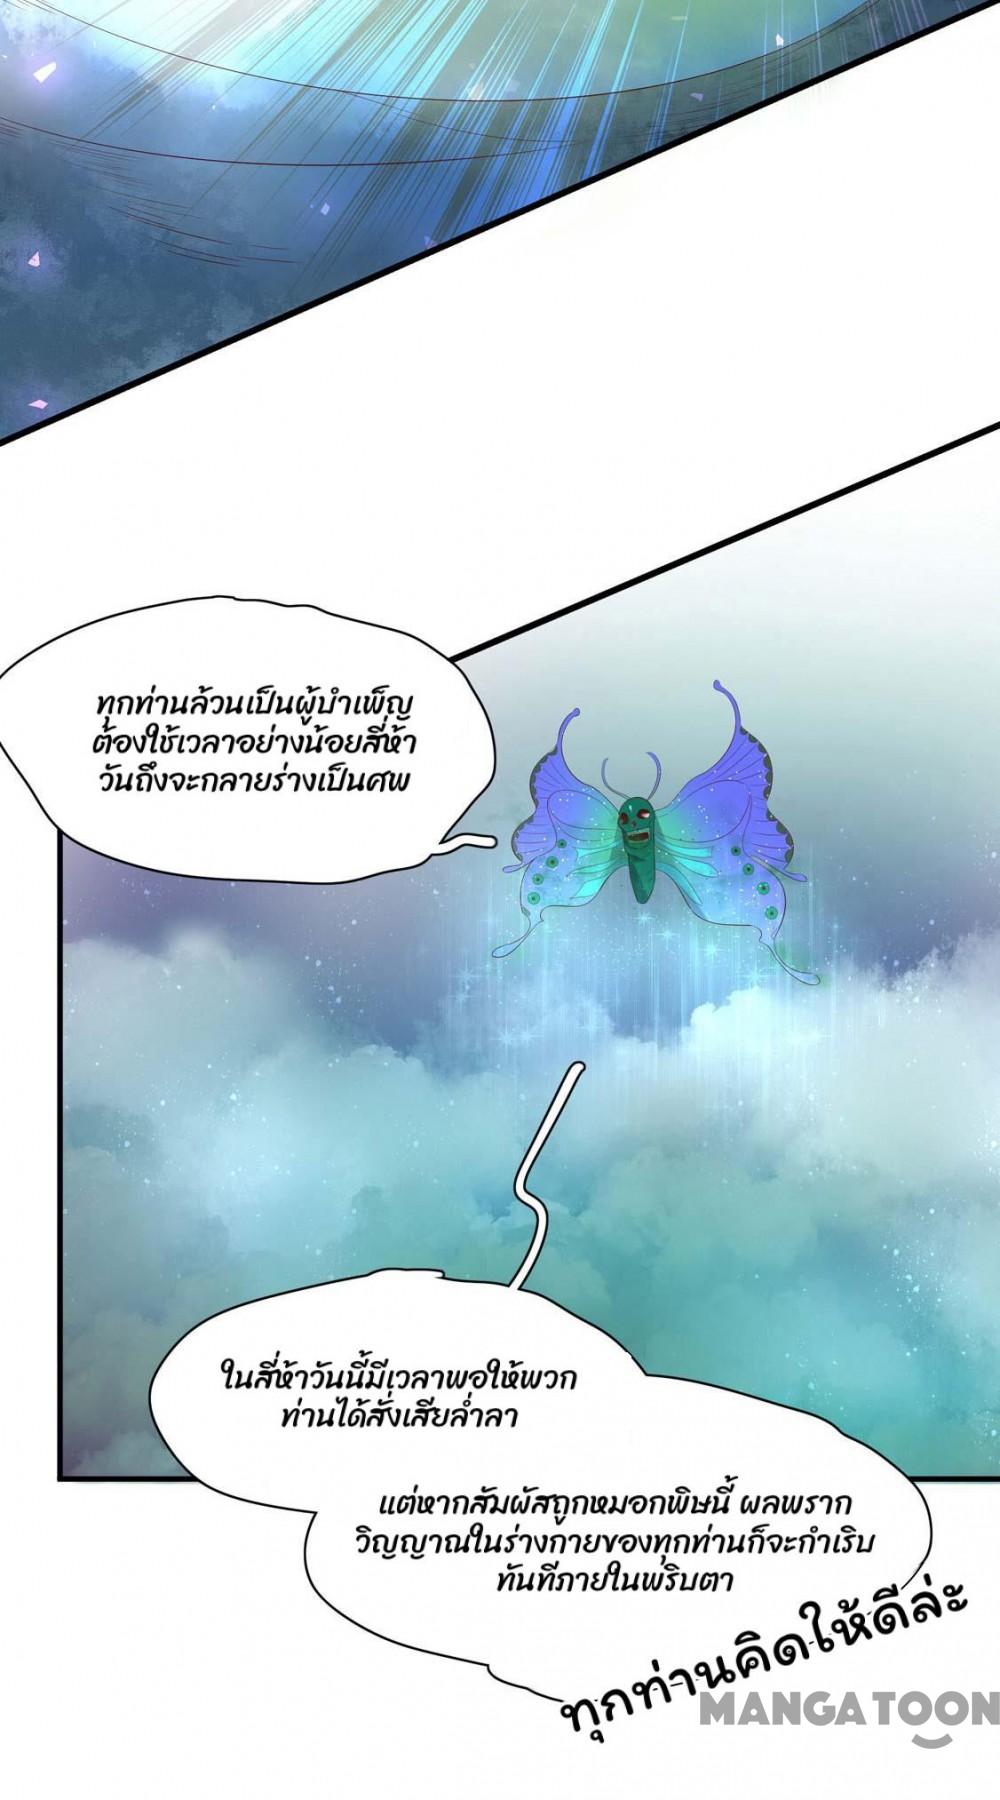 ทุกท่านล้วนเป็นผู้บำเพ็ญ
ต้องใช้เวลาอย่างน้อยสี่ห้า
วันถึงจะกลายร่างเป็นศพ
ในสี่ห้าวันนี้มีเวลาพอให้พวก
ท่านได้สั่งเสียล่ำลา
แต่หากสัมผัสถูกหมอกพิษนี้ ผลพราก
วิญญาณในร่างกายของทุกท่านก็จะกำเริบ
ทันทีภายในพริบตา
ทุกท่านคิดให้ดีล่ะ
MANGATOON